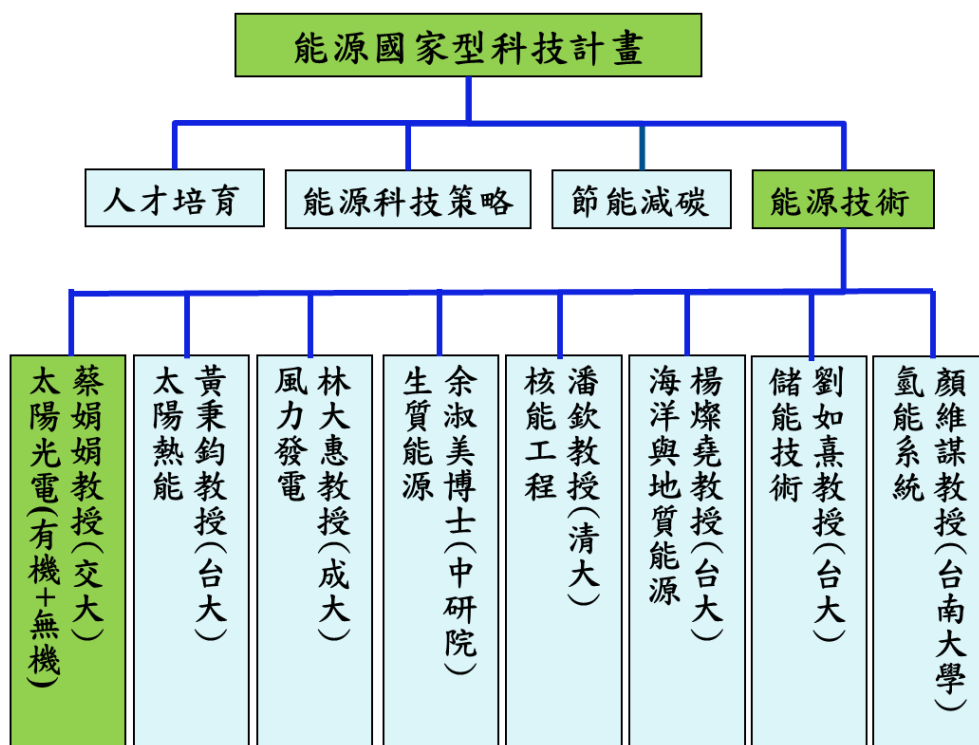 能源國家型科技計畫
人才培育
能源科技策略
節能減碳
能源技術
蔡娟娟教授(交大)
太陽光電(有機+無機)
黃秉鈞教授(台大)
太陽熱能
林大惠教授(成大)
風力發電
余淑美博士(中研院)
生質能源
潘欽教授(清大)
核能工程
楊燦堯教授(台大)
海洋與地質能源
劉如熹教授(台大)
儲能技術
顏維謀教授(台南大學)
氫能系統